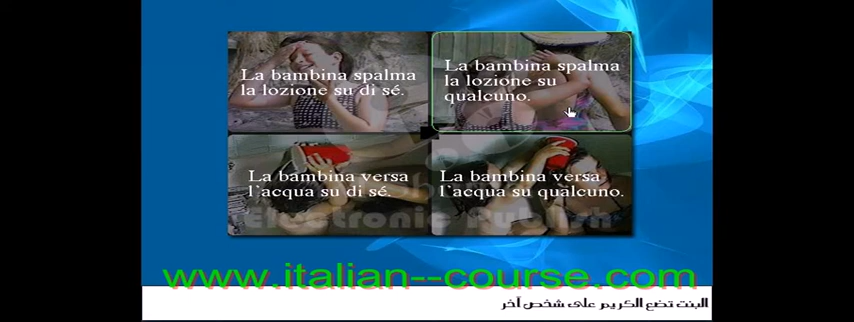 La bambina spalma
la lozione su di sé.
La bambina spalma
la lozione su
qualcuno.
La bambina versa
l'acqua su di sé.
La bambina versa
l'acqua su qualcuno.
Electronic Publish
www.italian--course.com
البنت تضع الكريم على شخص آخر